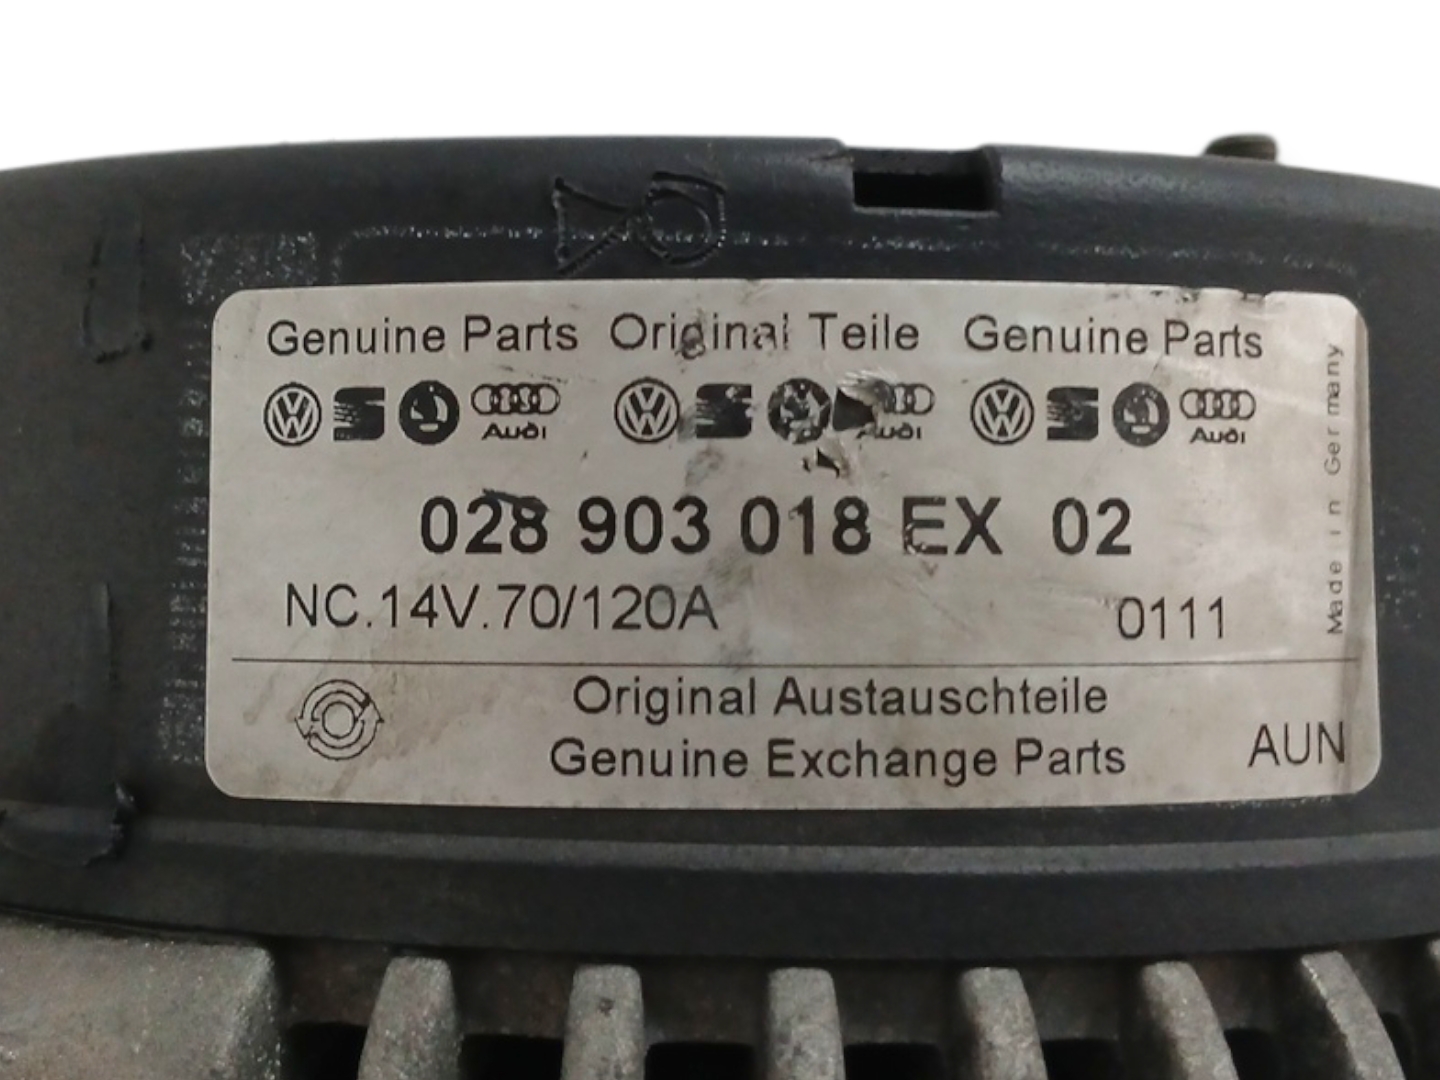 Genuine Parts Original Teile Genuine Parts
Audi Audi Audi
028 903 018 EX 02
NC.14V.70/120A 0111
Made in Germany
Original Austauschteile
Genuine Exchange Parts
AUN